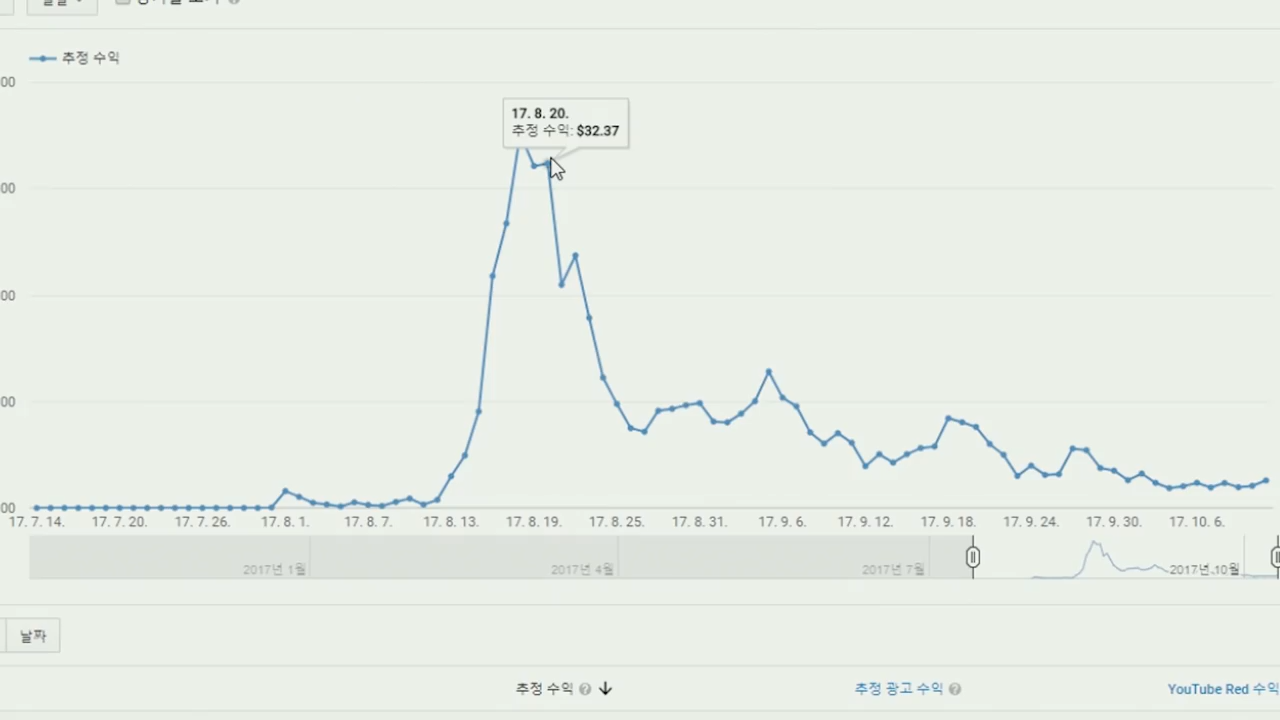 추정 수익
00
17. 8. 20.
추정 수익: $32.37
00
00
00
00
17. 7. 14. 17. 7. 20. 17. 7. 26. 17. 8. 1. 17. 8. 7. 17. 8. 13. 17. 8. 19. 17. 8. 25. 17. 8. 31. 17. 9. 6. 17. 9. 12. 17. 9. 18. 17. 9. 24. 17. 9. 30. 17. 10. 6.
2017년 1월 2017년 4월 2017년 7월 2017년 10월
날짜
추정 수익 추정 광고 수익 YouTube Red 수익